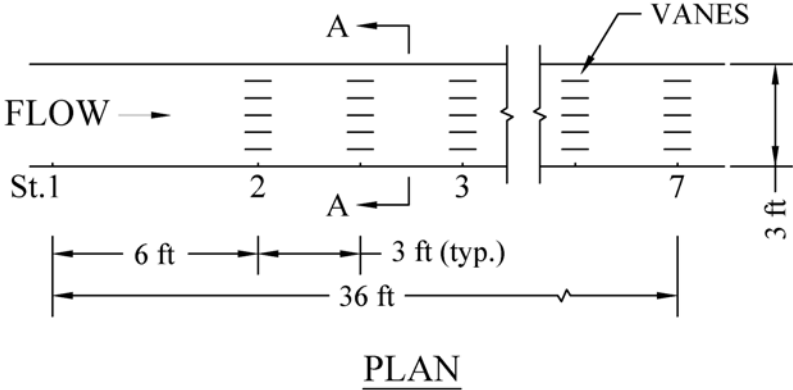 A
VANES
FLOW
St.1
2
3
7
A
3 ft
6 ft
3 ft (typ.)
36 ft
PLAN